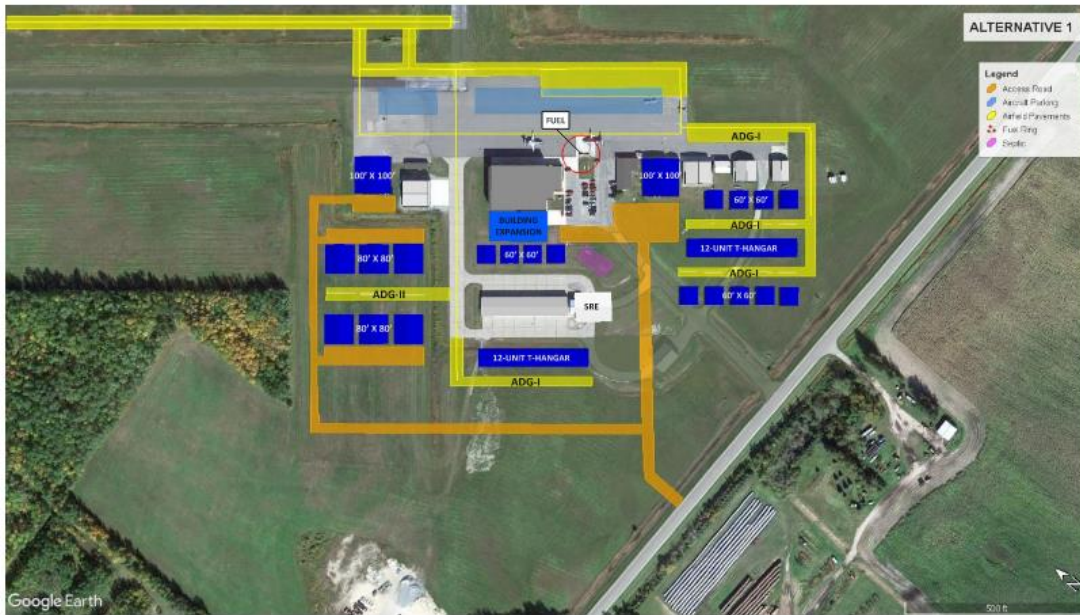 ALTERNATIVE 1
Legend
Access Road
Aircraft Parking
Airfield Pavements
Fuel Ring
Septic
FUEL
ADG-I
100' X 100'
100' X 100'
60' X 60'
BUILDING
EXPANSION
ADG-I
80' X 80'
60' X 60'
12-UNIT T-HANGAR
ADG-I
ADG-II
60' X 60'
SRE
80' X 80'
12-UNIT T-HANGAR
ADG-I
Google Earth
500 ft
N